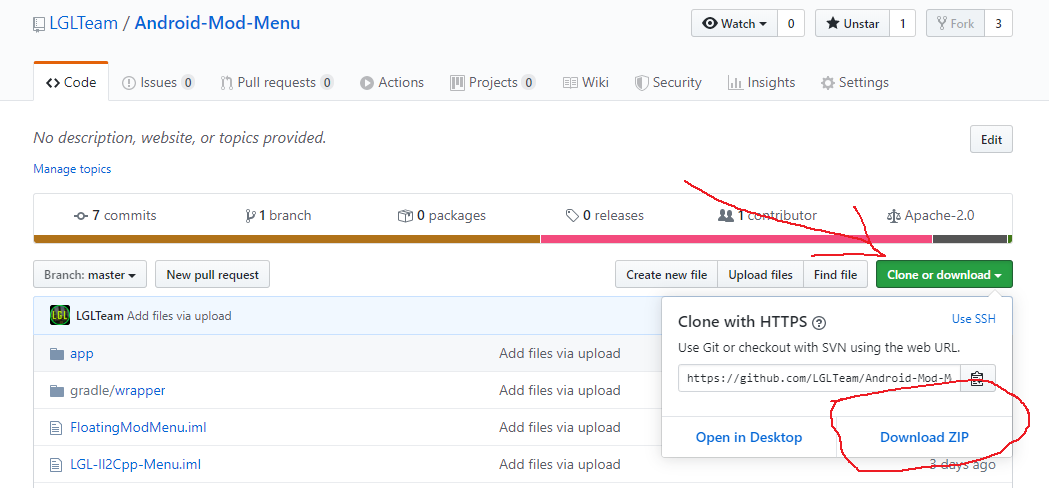 LGLTeam / Android-Mod-Menu
Watch 0 Unstar 1 Fork 3
Code Issues 0 Pull requests 0 Actions Projects 0 Wiki Security Insights Settings
No description, website, or topics provided. Edit
Manage topics
7 commits 1 branch 0 packages 0 releases 1 contributor Apache-2.0
Branch: master New pull request Create new file Upload files Find file Clone or download
LGL LGLTeam Add files via upload
Clone with HTTPS ? Use SSH
Use Git or checkout with SVN using the web URL.
app Add files via upload
https://github.com/LGLTeam/Android-Mod-M
gradle/wrapper Add files via upload
FloatingModMenu.iml Add files via upload
Open in Desktop Download ZIP
LGL-Il2Cpp-Menu.iml Add files via upload 3 days ago